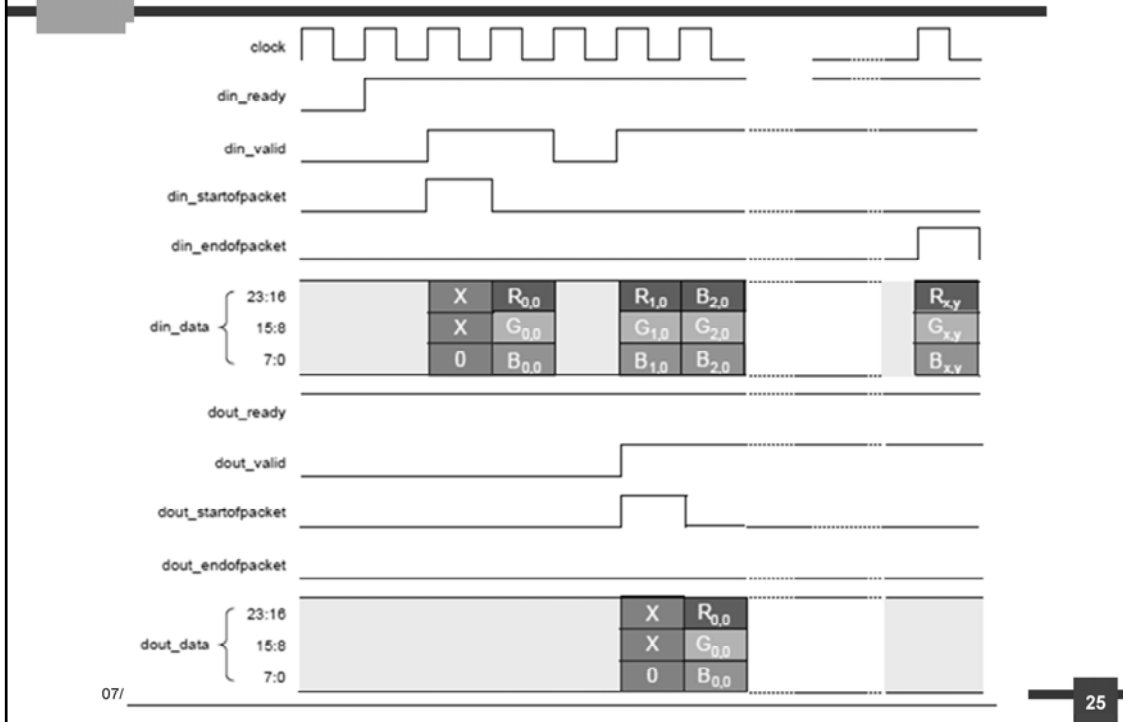 clock
din_ready
din_valid
din_startofpacket
din_endofpacket
din_data
23:16 X R0,0 R1,0 B2,0 Rx,y
15:8 X G0,0 G1,0 G2,0 Gx,y
7:0 0 B0,0 B1,0 B2,0 Bx,y
dout_ready
dout_valid
dout_startofpacket
dout_endofpacket
dout_data
23:16 X R0,0
15:8 X G0,0
7:0 0 B0,0
07/
25